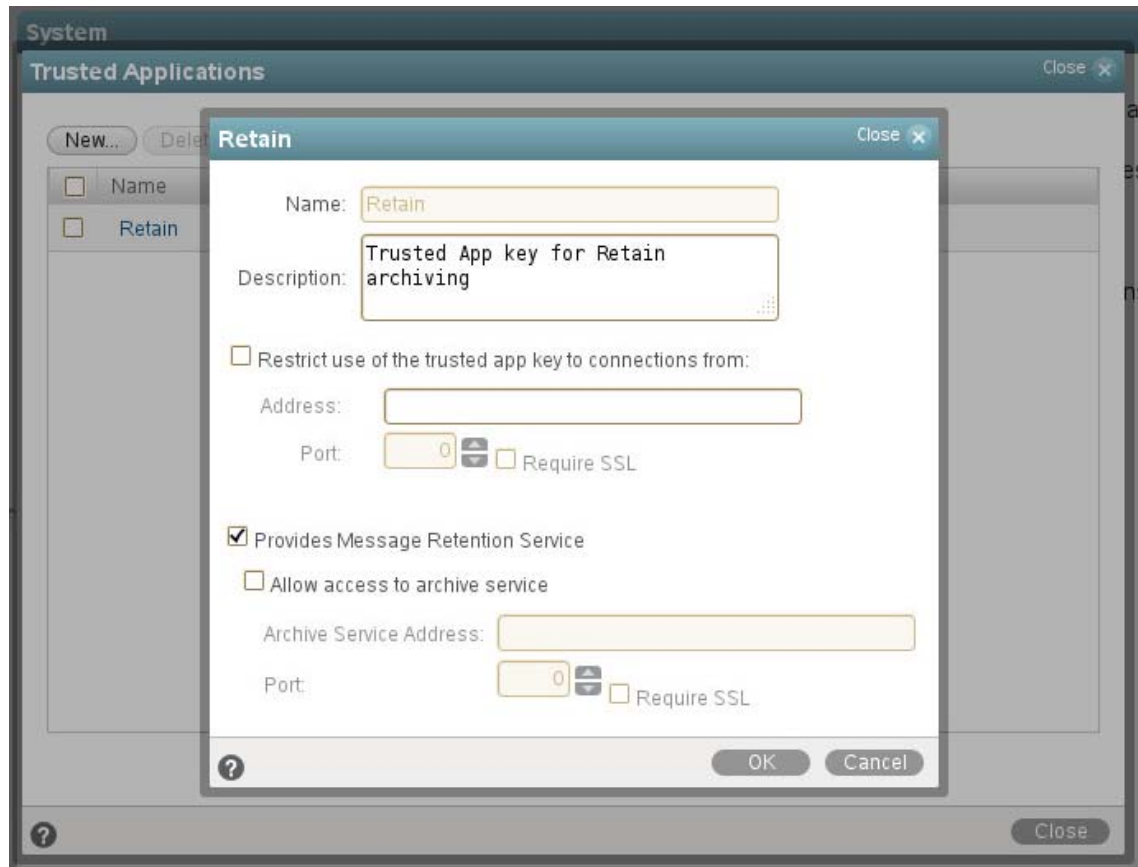 System
Trusted Applications
Close
New...
Name
Retain
Retain
Close
Name: Retain
Description: Trusted App key for Retain
archiving
Restrict use of the trusted app key to connections from:
Address:
Port: 0 Require SSL
Provides Message Retention Service
Allow access to archive service
Archive Service Address:
Port: 0 Require SSL
? OK Cancel
? Close